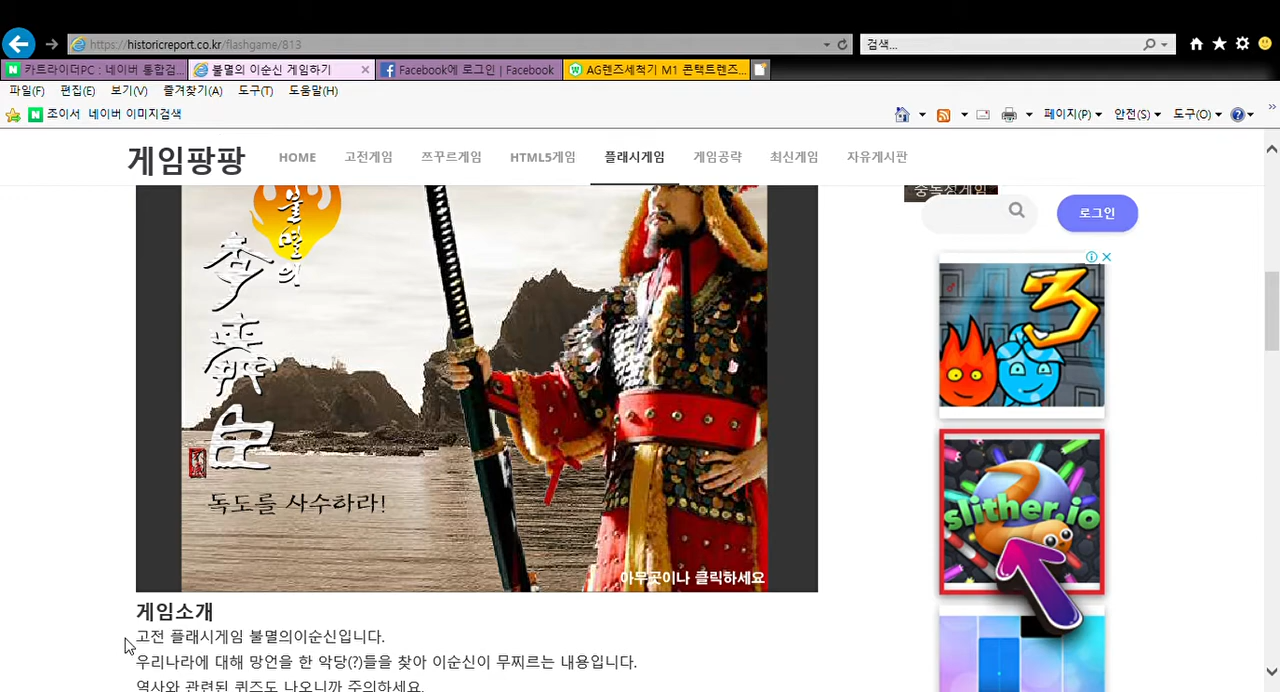 https://historicreport.co.kr/flashgame/813
검색...
카트라이더PC : 네이버 통합검...
불멸의 이순신 게임하기
Facebook에 로그인 | Facebook
AG렌즈세척기 M1 콘택트렌즈...
파일(F) 편집(E) 보기(V) 즐겨찾기(A) 도구(T) 도움말(H)
조이서 네이버 이미지검색
페이지(P) 안전(S) 도구(O)
게임팡팡
HOME 고전게임 쯔꾸르게임 HTML5게임 플래시게임 게임공략 최신게임 자유게시판
중독성게임
로그인
불멸의
李舜臣
독도를 사수하라!
아무곳이나 클릭하세요
3
slither.io
게임소개
고전 플래시게임 불멸의이순신입니다.
우리나라에 대해 망언을 한 악당(?)들을 찾아 이순신이 무찌르는 내용입니다.
역사와 관련된 퀴즈도 나오니까 주의하세요.